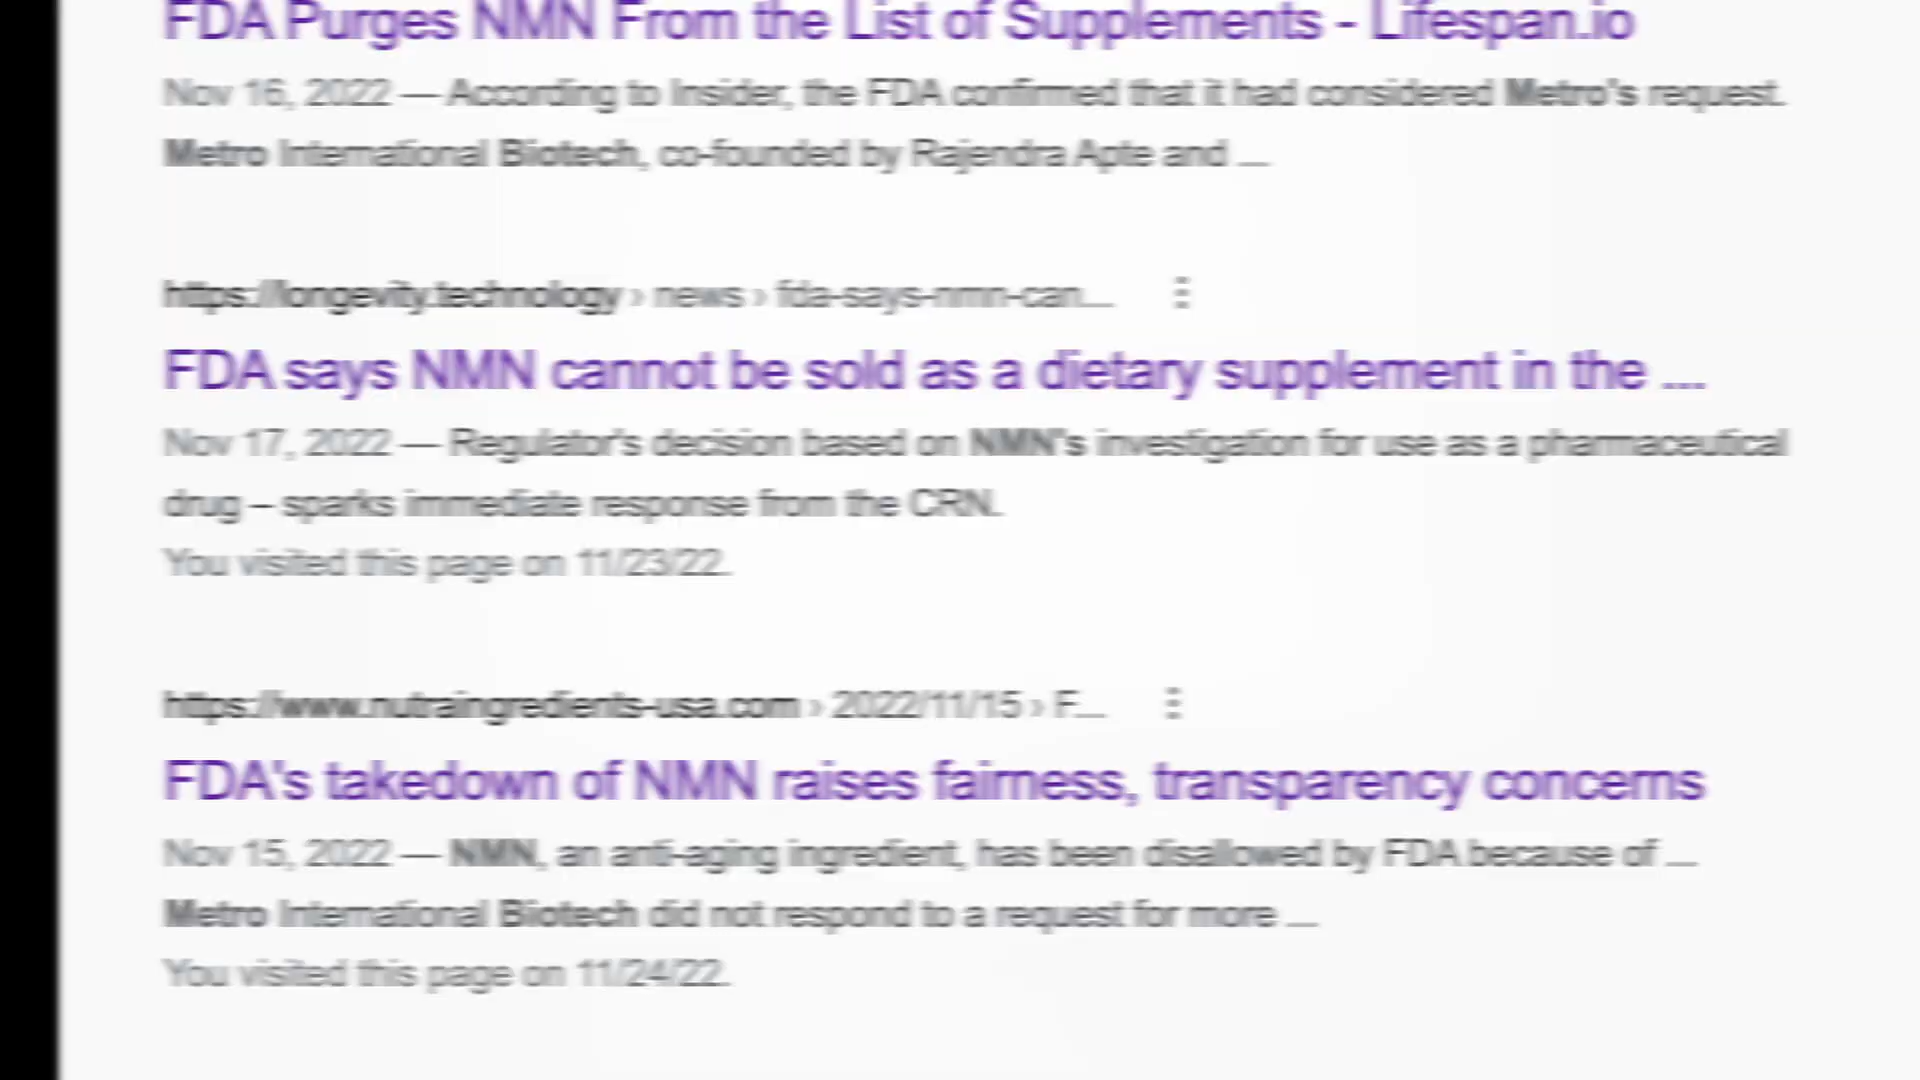 FDA Purges NMN From the List of Supplements - Lifespan.io
Nov 16, 2022 — According to Insider, the FDA confirmed that it had considered Metro's request.
Metro International Biotech, co-founded by Rajendra Apte and ...
https://longevity.technology › news › fda-says-nmn-can...
FDA says NMN cannot be sold as a dietary supplement in the ...
Nov 17, 2022 — Regulator's decision based on NMN's investigation for use as a pharmaceutical
drug – sparks immediate response from the CRN.
You visited this page on 11/23/22.
https://www.nutraingredients-usa.com › 2022/11/15 › F...
FDA's takedown of NMN raises fairness, transparency concerns
Nov 15, 2022 — NMN, an anti-aging ingredient, has been disallowed by FDA because of ...
Metro International Biotech did not respond to a request for more ...
You visited this page on 11/24/22.